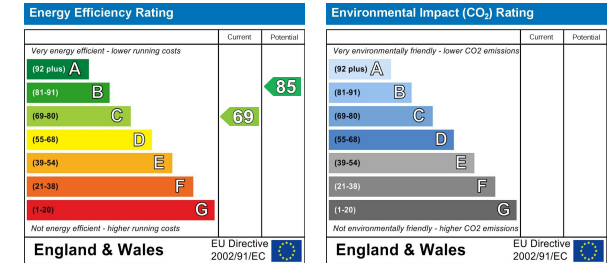 Energy Efficiency Rating
Current Potential
Very energy efficient - lower running costs
(92 plus) A
(81-91) B
85
(69-80) C
69
(55-68) D
(39-54) E
(21-38) F
(1-20) G
Not energy efficient - higher running costs
England & Wales
EU Directive
2002/91/EC
Environmental Impact (CO₂) Rating
Current Potential
Very environmentally friendly - lower CO2 emissions
(92 plus) A
(81-91) B
(69-80) C
(55-68) D
(39-54) E
(21-38) F
(1-20) G
Not environmentally friendly - higher CO2 emissions
England & Wales
EU Directive
2002/91/EC